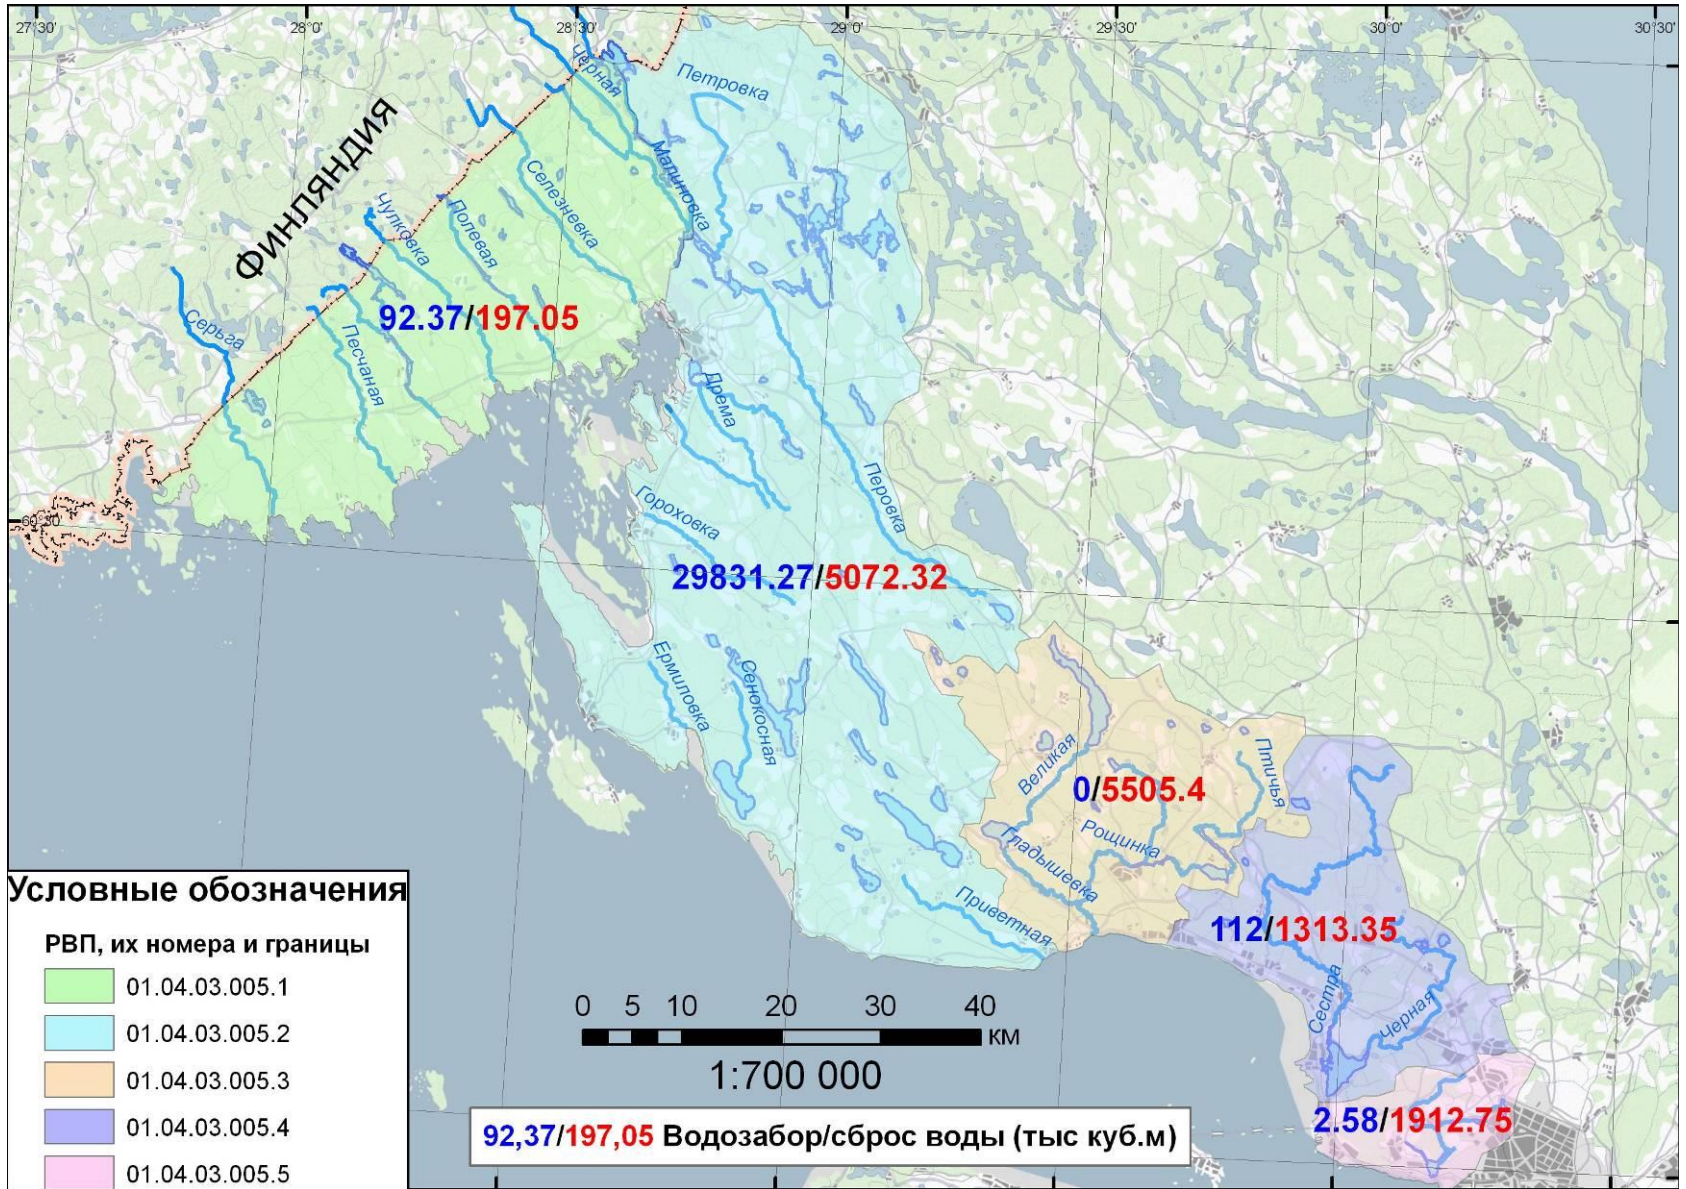 27°30' 28°0' 28°30' 29°0' 29°30' 30°0' 30°30'
ФИНЛЯНДИЯ
Черная
Петровка
Малиновка
Селезневка
Полевая
Чулковка
Серьга
Песчаная
92.37/197.05
Дрема
Перовка
Гороховка
60°30'
29831.27/5072.32
Ермиловка
Сенокосная
Великая
Птичья
0/5505.4
Рощинка
Гладышевка
Приветная
112/1313.35
Сестра
Черная
2.58/1912.75
Условные обозначения
РВП, их номера и границы
01.04.03.005.1
01.04.03.005.2
01.04.03.005.3
01.04.03.005.4
01.04.03.005.5
0 5 10 20 30 40
км
1:700 000
92,37/197,05 Водозабор/сброс воды (тыс куб.м)